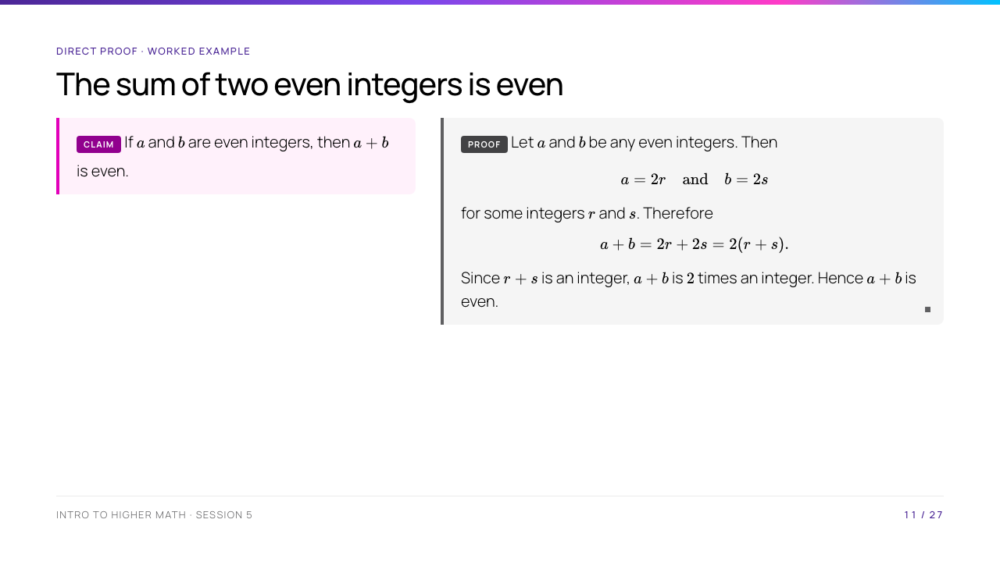 DIRECT PROOF · WORKED EXAMPLE
The sum of two even integers is even
CLAIM If a and b are even integers, then a + b
is even.
PROOF Let a and b be any even integers. Then
a = 2r and b = 2s
for some integers r and s. Therefore
a + b = 2r + 2s = 2(r + s).
Since r + s is an integer, a + b is 2 times an integer. Hence a + b is
even.
INTRO TO HIGHER MATH · SESSION 5
11 / 27